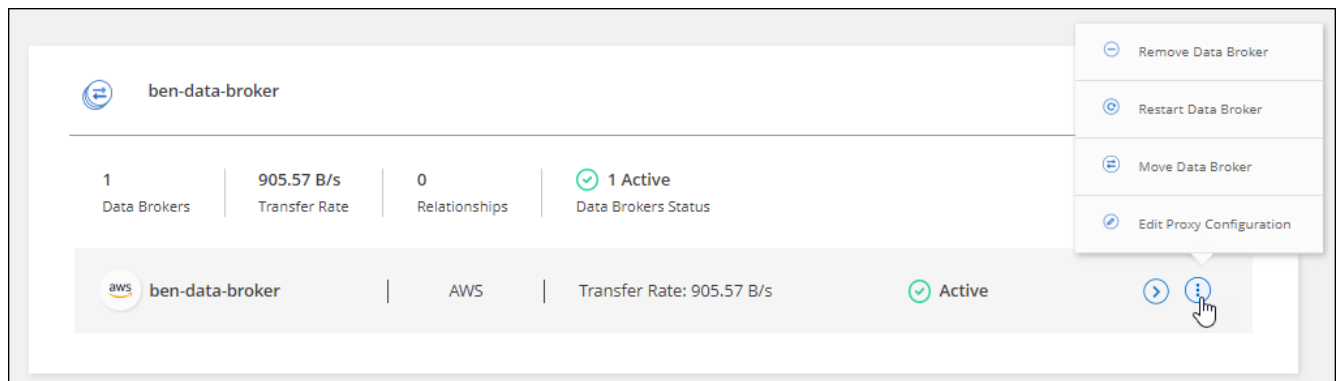 ben-data-broker
1
Data Brokers
905.57 B/s
Transfer Rate
0
Relationships
1 Active
Data Brokers Status
aws ben-data-broker
AWS
Transfer Rate: 905.57 B/s
Active
Remove Data Broker
Restart Data Broker
Move Data Broker
Edit Proxy Configuration